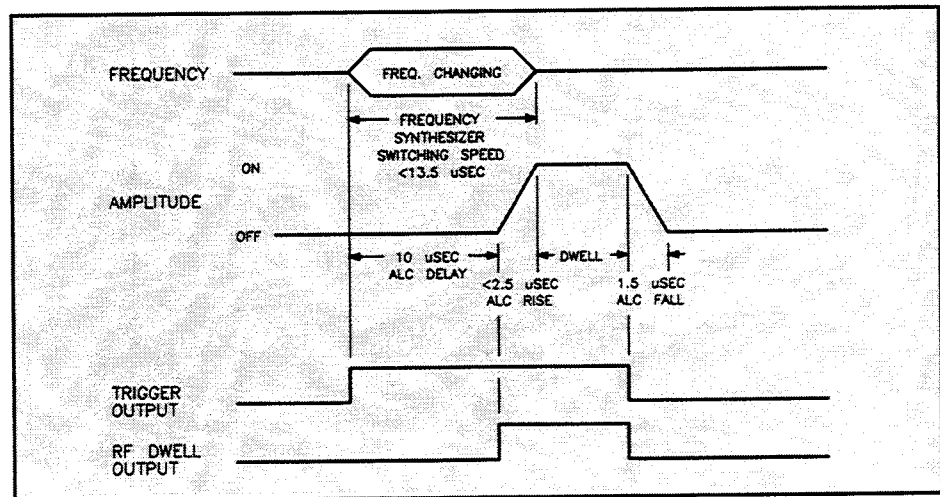 FREQUENCY
FREQ. CHANGING
FREQUENCY
SYNTHESIZER
SWITCHING SPEED
<13.5 uSEC
ON
AMPLITUDE
OFF
10 uSEC
ALC DELAY
DWELL
<2.5 uSEC
ALC RISE
1.5 uSEC
ALC FALL
TRIGGER
OUTPUT
RF DWELL
OUTPUT